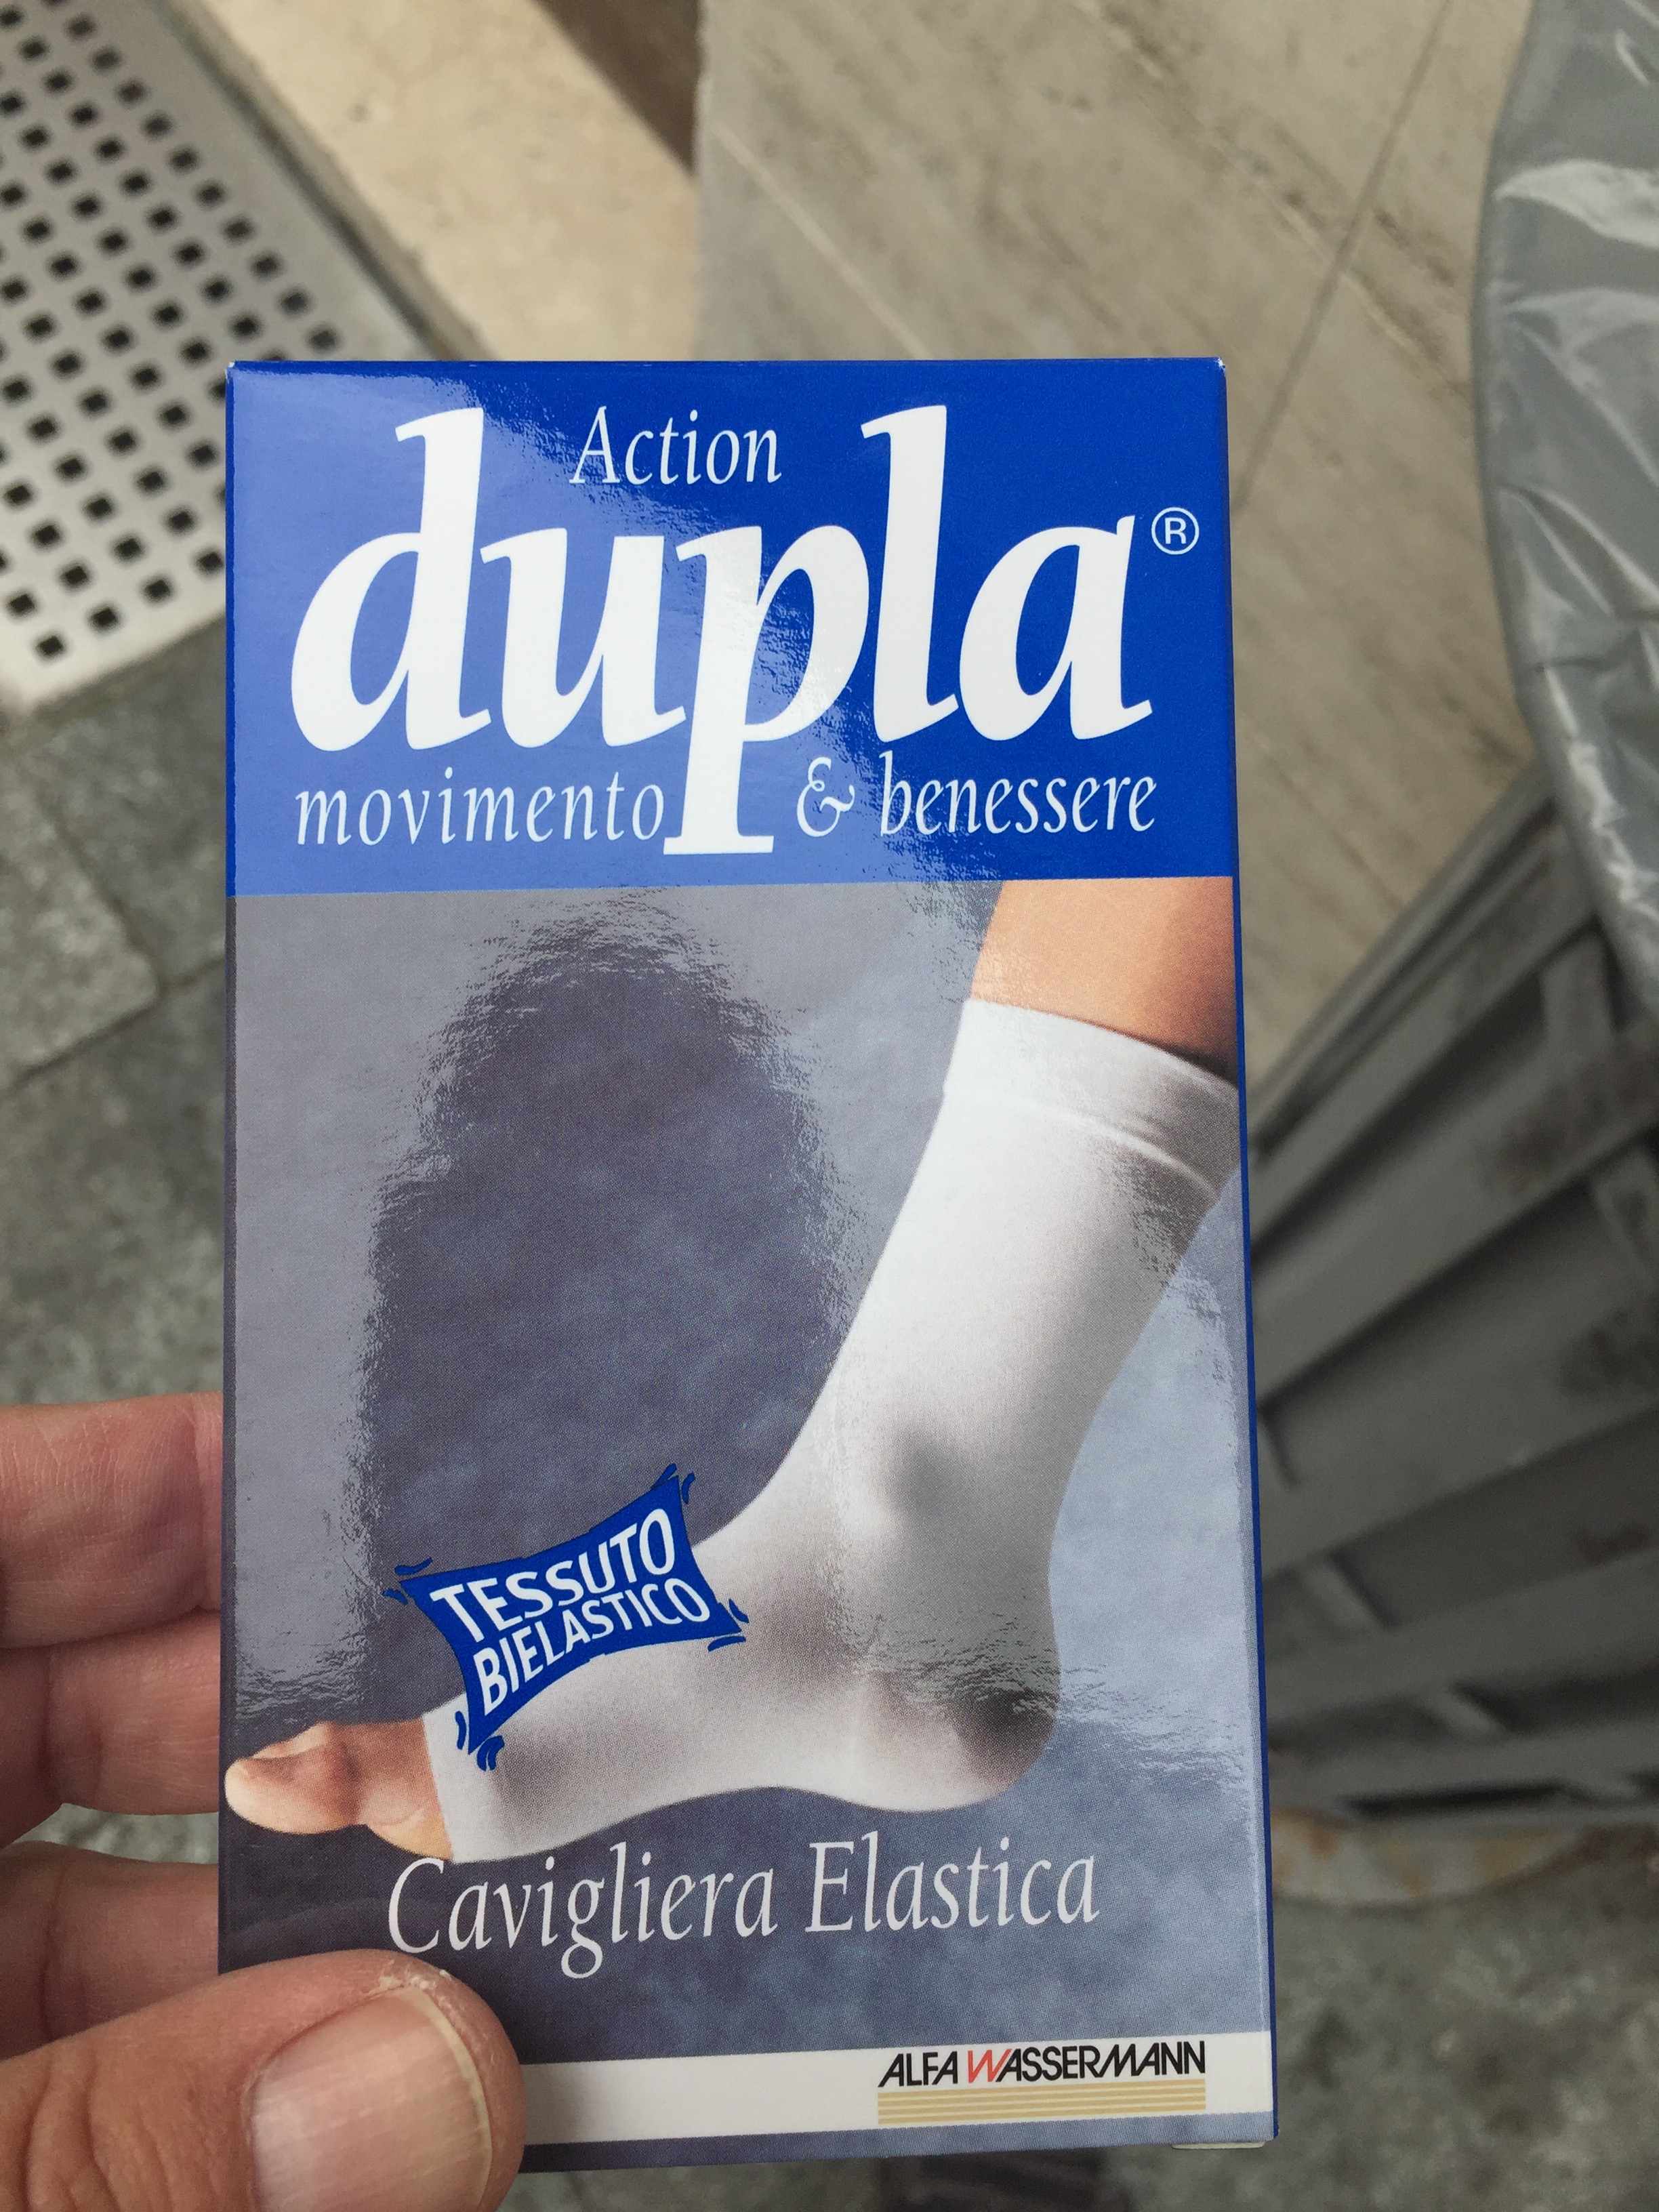 Action
dupla®
movimento & benessere
TESSUTO
BIELASTICO
Cavigliera Elastica
ALFA WASSERMANN